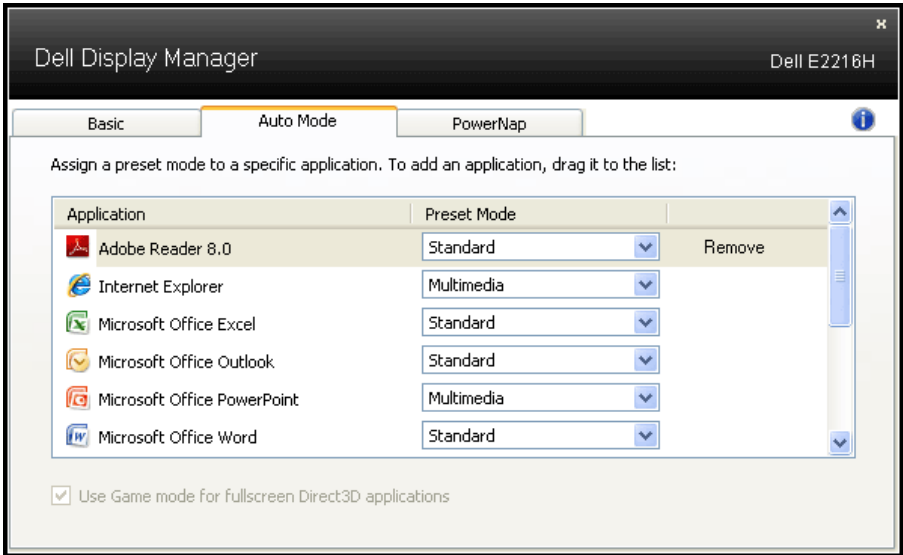 x
Dell Display Manager
Dell E2216H
Basic Auto Mode PowerNap
Assign a preset mode to a specific application. To add an application, drag it to the list:
Application Preset Mode
Adobe Reader 8.0 Standard Remove
Internet Explorer Multimedia
Microsoft Office Excel Standard
Microsoft Office Outlook Standard
Microsoft Office PowerPoint Multimedia
Microsoft Office Word Standard
Use Game mode for fullscreen Direct3D applications